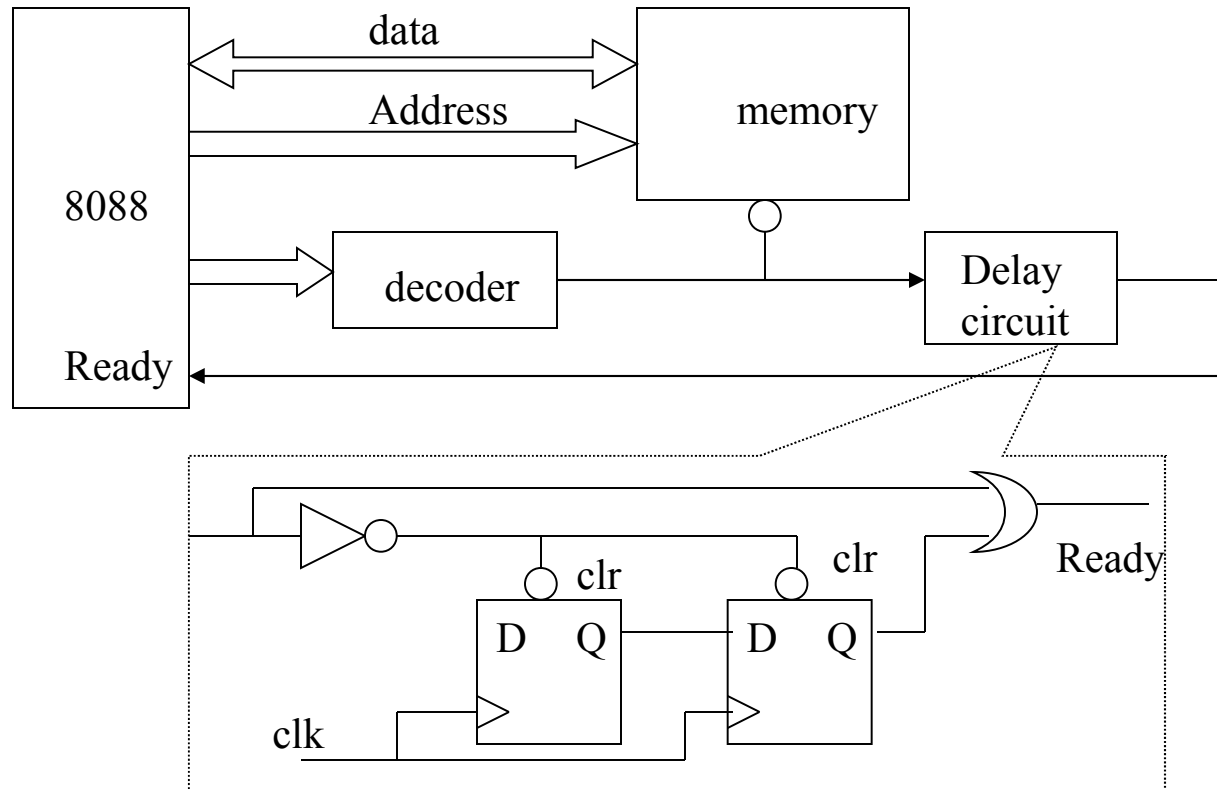 data
Address
memory
8088
decoder
Delay
circuit
Ready
clr
clr
Ready
D Q
D Q
clk